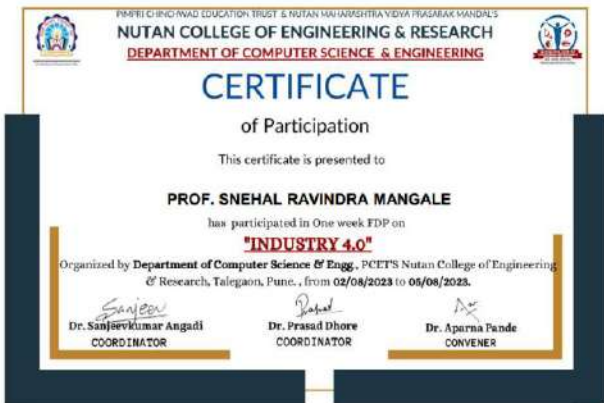 PIMPRI CHINCHWAD EDUCATION TRUST & NUTAN MAHARASHTRA VIDYA PRASARAK MANDAL'S
NUTAN COLLEGE OF ENGINEERING & RESEARCH
DEPARTMENT OF COMPUTER SCIENCE & ENGINEERING
CERTIFICATE
of Participation
This certificate is presented to
PROF. SNEHAL RAVINDRA MANGALE
has participated in One week FDP on
"INDUSTRY 4.0"
Organized by Department of Computer Science & Engg., PCET'S Nutan College of Engineering
& Research, Talegaon, Pune., from 02/08/2023 to 05/08/2023.
Sanjeev
Dr. Sanjeevkumar Angadi
Dr. Prasad Dhore
Dr. Aparna Pande
COORDINATOR
COORDINATOR
CONVENER